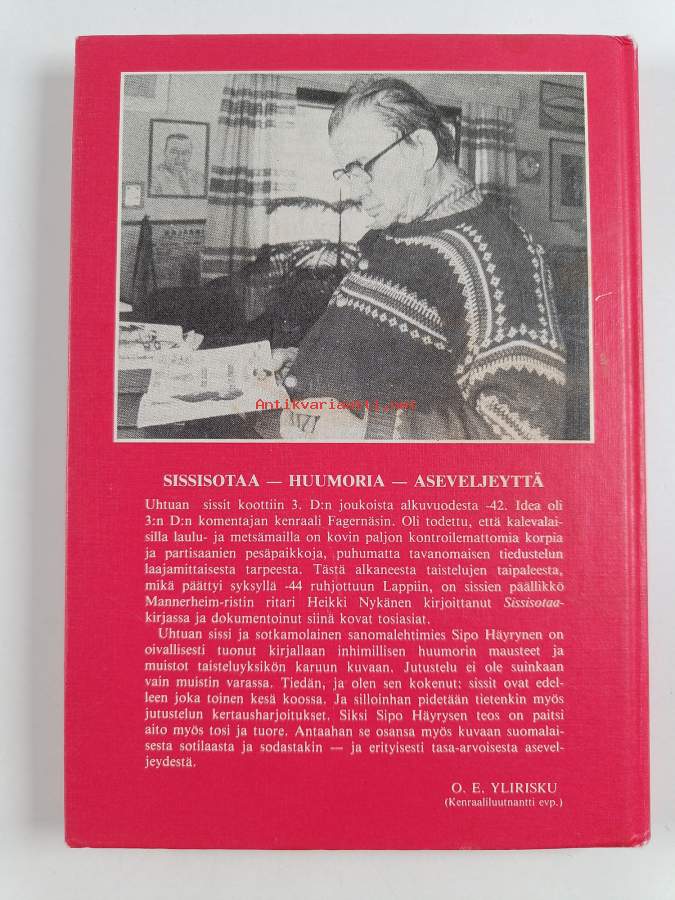 Antikvariaatti.net
SISSISOTAA — HUUMORIA — ASEVELJEYTTÄ
Uhtuan sissit koottiin 3. D:n joukoista alkuvuodesta -42. Idea oli
3:n D:n komentajan kenraali Fagernäsin. Oli todettu, että kalevalai-
silla laulu- ja metsämailla on kovin paljon kontroilemattomia korpia
ja partisaanien pesäpaikkoja, puhumatta tavanomaisen tiedustelun
laajamittaisesta tarpeesta. Tästä alkaneesta taistelujen taipaleesta,
mikä päättyi syksyllä -44 ruhjottuun Lappiin, on sissien päällikkö
Mannerheim-ristin ritari Heikki Nykänen kirjoittanut Sissisotaa-
kirjassa ja dokumentoinut siinä kovat tosiasiat.
Uhtuan sissi ja sotkamolainen sanomalehtimies Sipo Häyrynen on
oivallisesti tuonut kirjallaan inhimillisen huumorin mausteet ja
muistot taisteluyksikön karuun kuvaan. Jutustelu ei ole suinkaan
vain muistin varassa. Tiedän, ja olen sen kokenut: sissit ovat edel-
leen joka toinen kesä koossa. Ja silloinhan pidetään tietenkin myös
jutustelun kertausharjoitukset. Siksi Sipo Häyrysen teos on paitsi
aito myös tosi ja tuore. Antaahan se osansa myös kuvaan suomalai-
sesta sotilaasta ja sodastakin — ja erityisesti tasa-arvoisesta asevel-
jeydestä.
O. E. YLIRISKU
(Kenraaliluutnantti evp.)